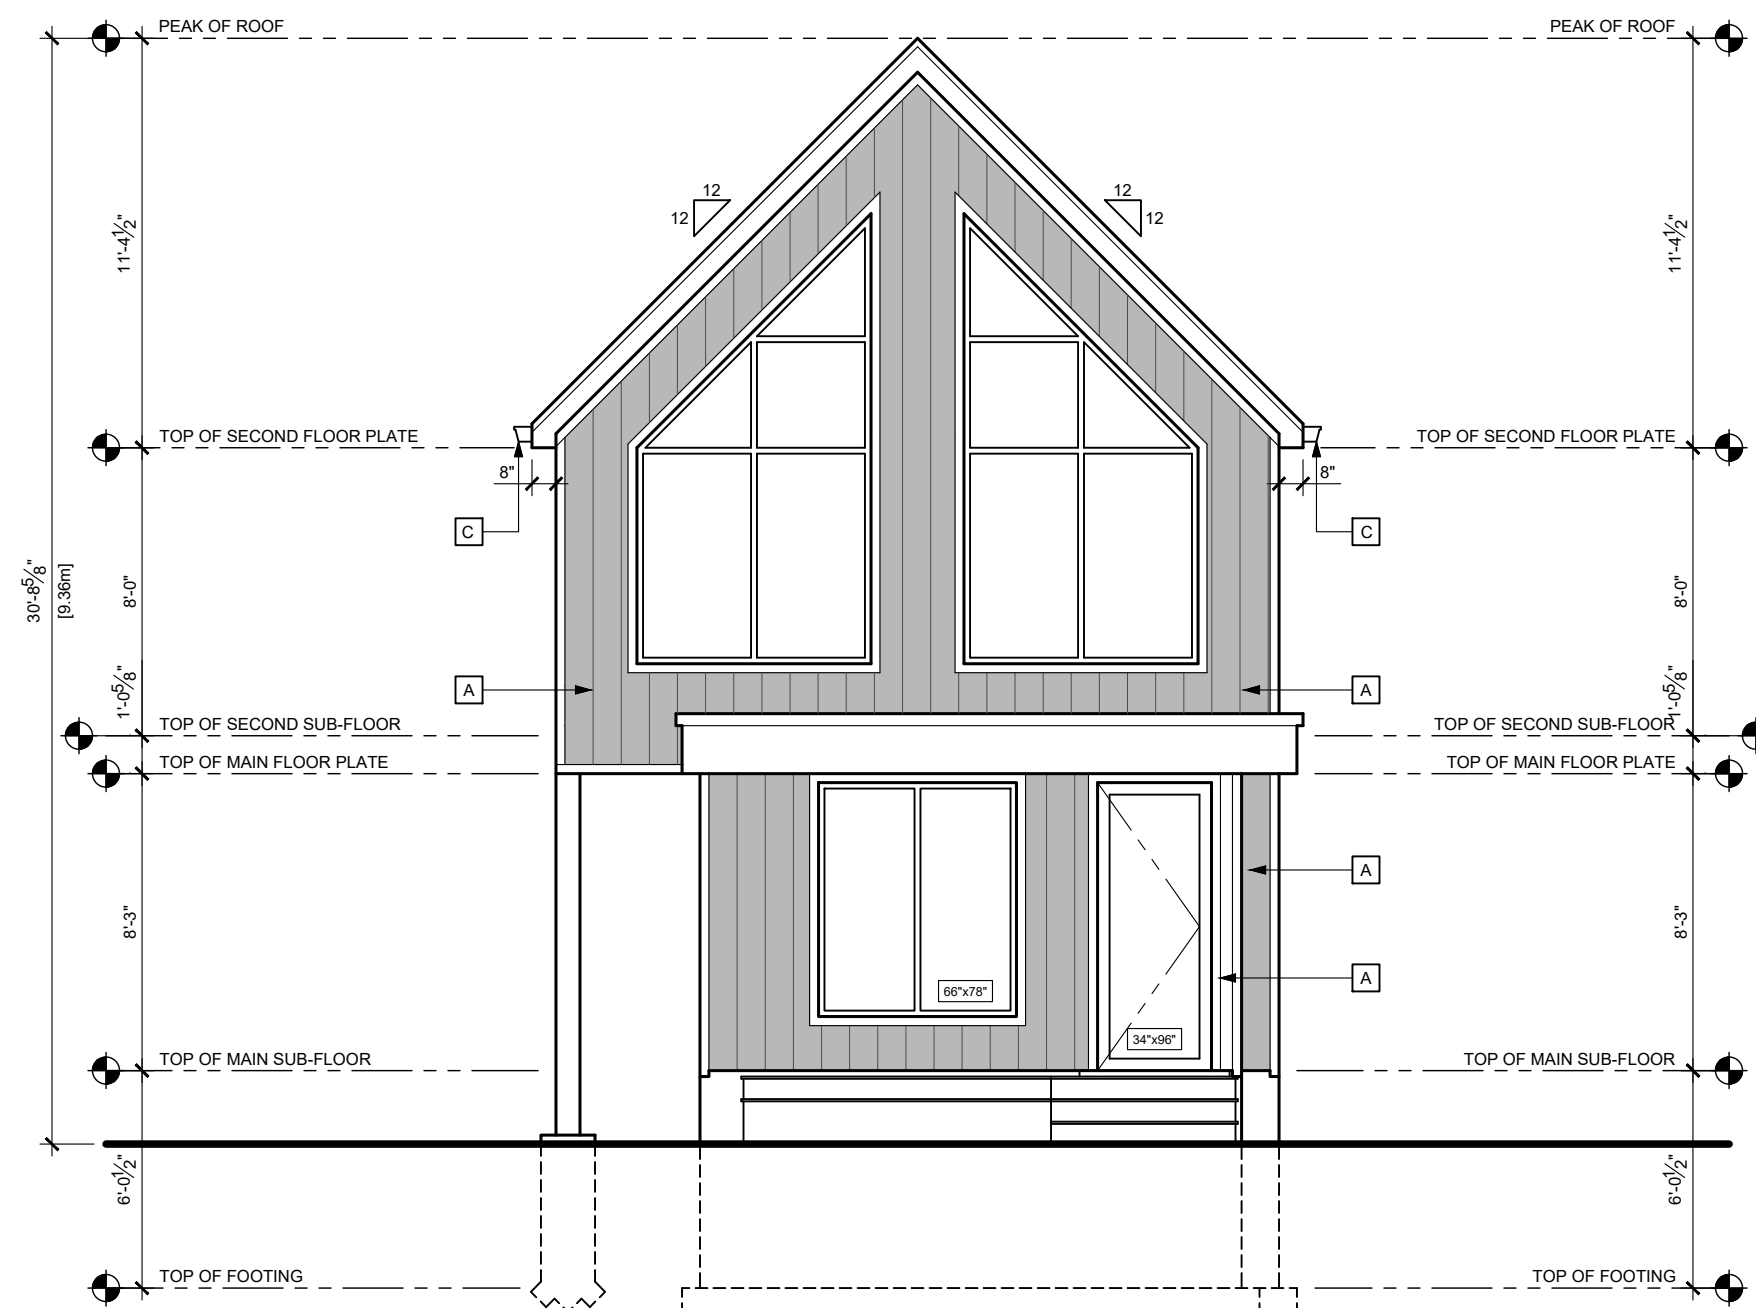 PEAK OF ROOF
PEAK OF ROOF
12
12
12
12
11'-4½"
11'-4½"
TOP OF SECOND FLOOR PLATE
TOP OF SECOND FLOOR PLATE
8"
8"
C
C
30'-8⅝"
[9.36m]
8'-0"
8'-0"
A
A
1'-0⅝"
1'-0⅝"
TOP OF SECOND SUB-FLOOR
TOP OF SECOND SUB-FLOOR
TOP OF MAIN FLOOR PLATE
TOP OF MAIN FLOOR PLATE
A
8'-3"
8'-3"
A
66"x78"
34"x96"
TOP OF MAIN SUB-FLOOR
TOP OF MAIN SUB-FLOOR
6'-0½"
6'-0½"
TOP OF FOOTING
TOP OF FOOTING